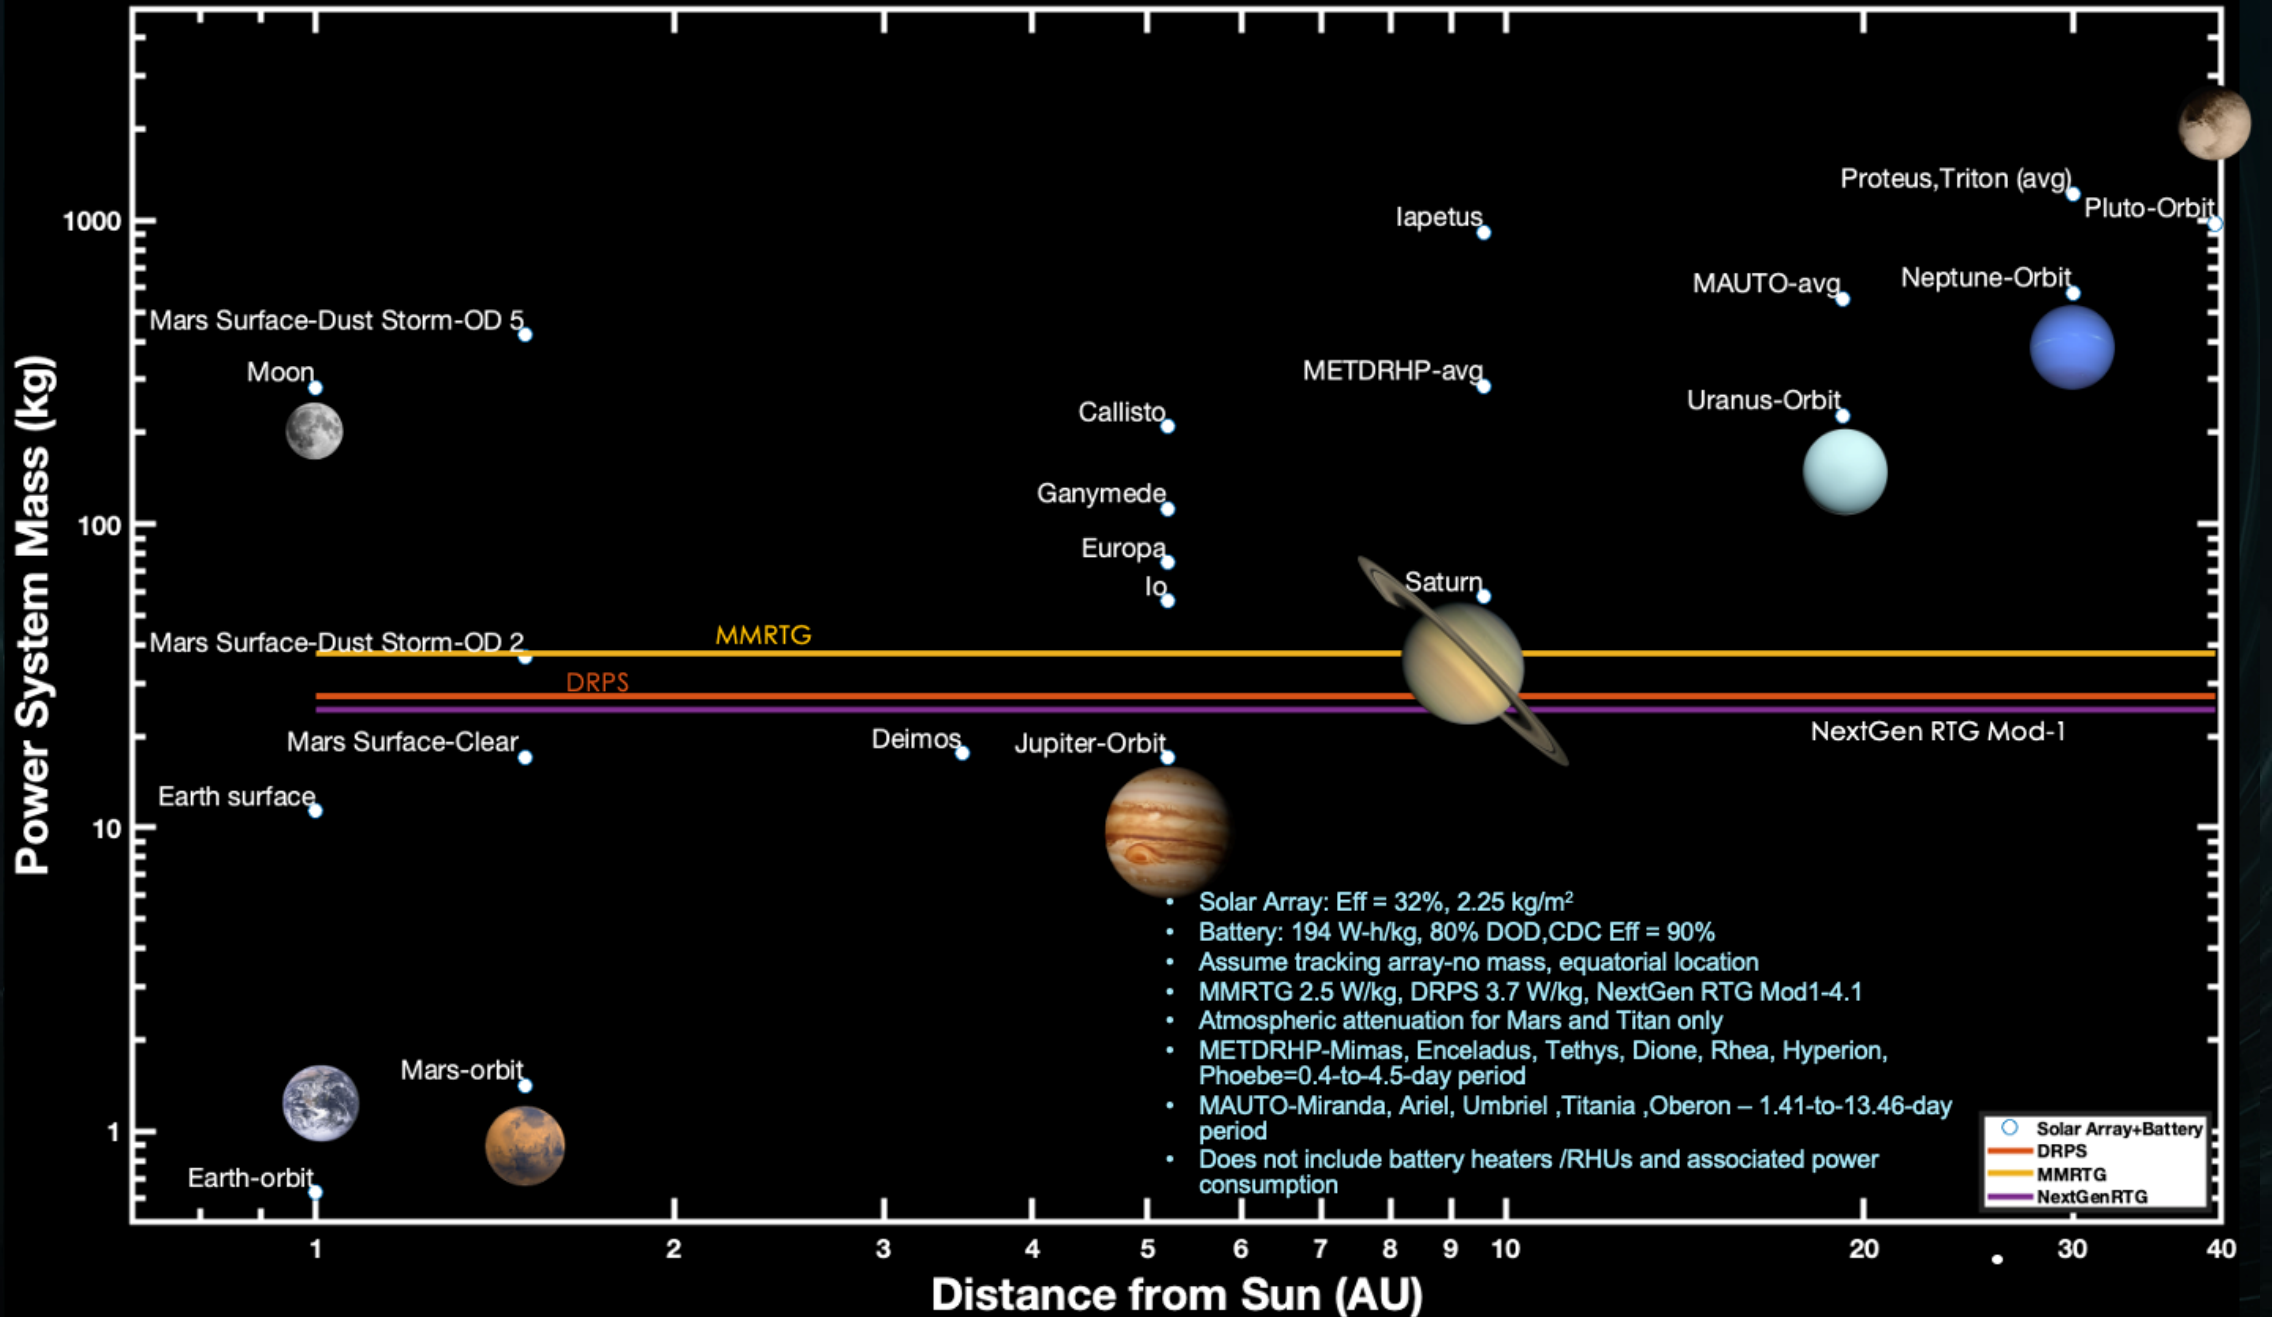 Power System Mass (kg)
1000
100
10
1
Proteus,Triton (avg)
Pluto-Orbit
Iapetus
MAUTO-avg
Neptune-Orbit
Mars Surface-Dust Storm-OD 5
Moon
METDRHP-avg
Uranus-Orbit
Callisto
Ganymede
Europa
Io
Saturn
Mars Surface-Dust Storm-OD 2
MMRTG
DRPS
NextGen RTG Mod-1
Mars Surface-Clear
Deimos
Jupiter-Orbit
Earth surface
Mars-orbit
Earth-orbit
• Solar Array: Eff = 32%, 2.25 kg/m²
• Battery: 194 W-h/kg, 80% DOD,CDC Eff = 90%
• Assume tracking array-no mass, equatorial location
• MMRTG 2.5 W/kg, DRPS 3.7 W/kg, NextGen RTG Mod1-4.1
• Atmospheric attenuation for Mars and Titan only
• METDRHP-Mimas, Enceladus, Tethys, Dione, Rhea, Hyperion,
Phoebe=0.4-to-4.5-day period
• MAUTO-Miranda, Ariel, Umbriel ,Titania ,Oberon – 1.41-to-13.46-day
period
• Does not include battery heaters /RHUs and associated power
consumption
Solar Array+Battery
DRPS
MMRTG
NextGenRTG
1 2 3 4 5 6 7 8 9 10 20 30 40
Distance from Sun (AU)